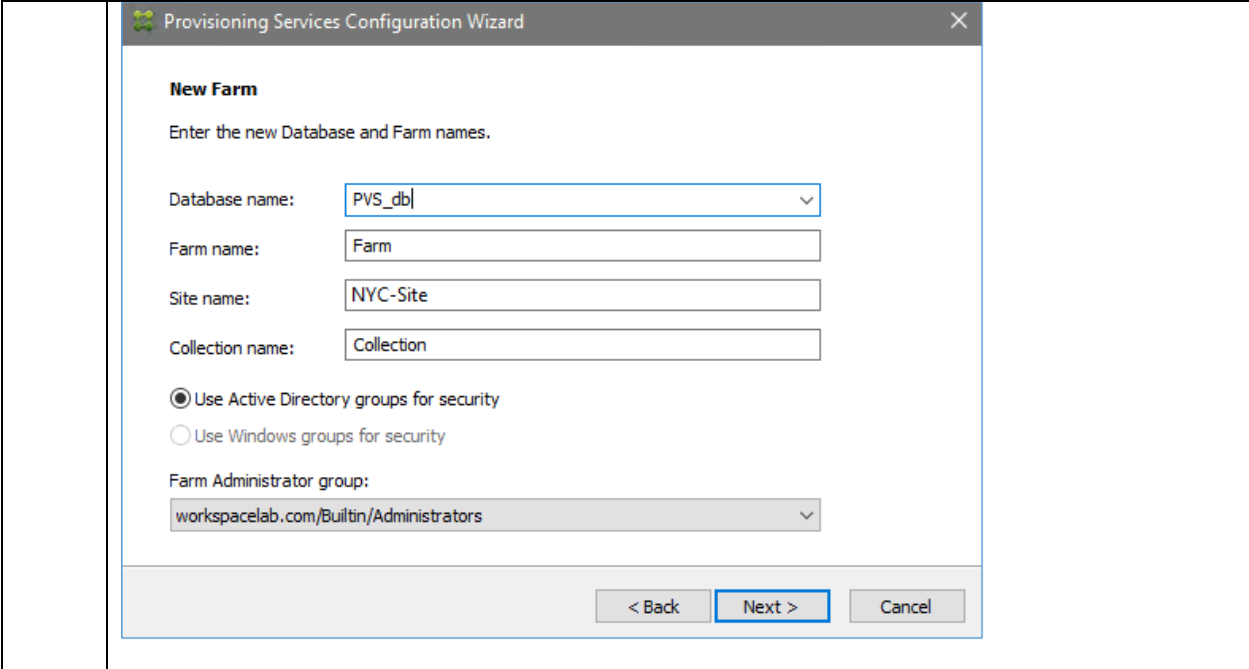 Provisioning Services Configuration Wizard
New Farm
Enter the new Database and Farm names.
Database name: PVS_db
Farm name: Farm
Site name: NYC-Site
Collection name: Collection
Use Active Directory groups for security
Use Windows groups for security
Farm Administrator group:
workspacelab.com/Builtin/Administrators
< Back Next > Cancel